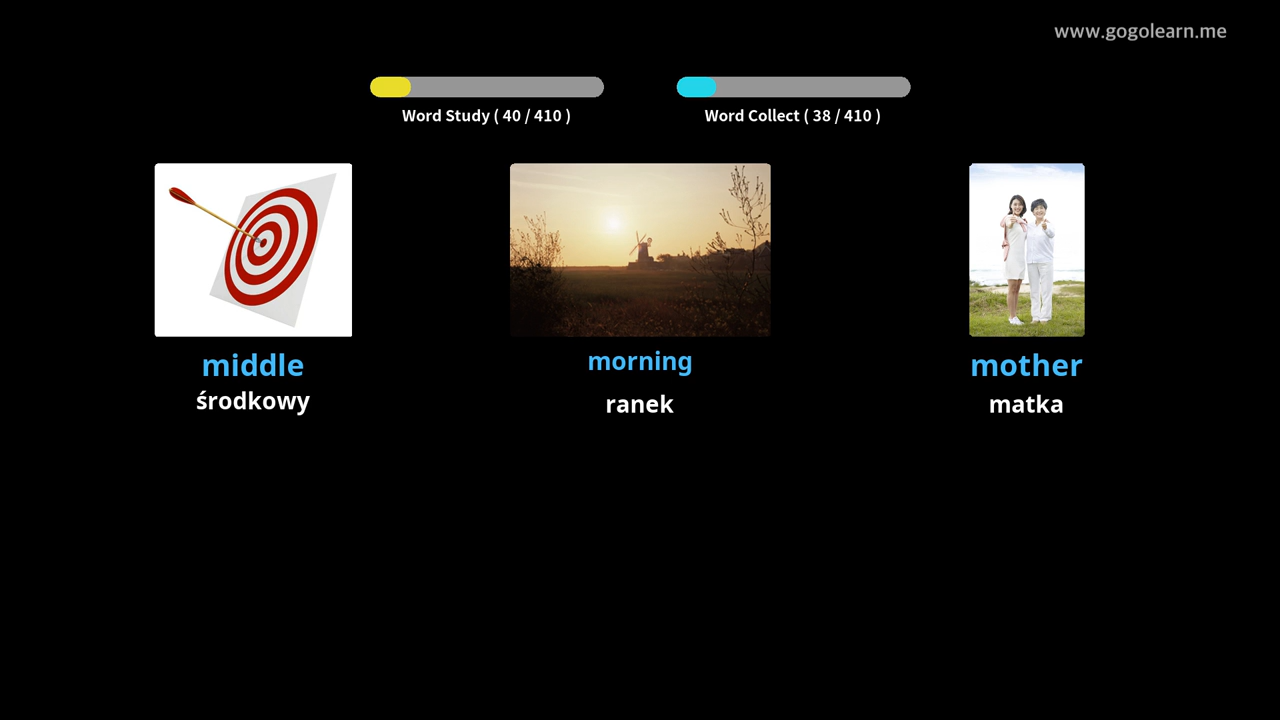 www.gogolearn.me
Word Study ( 40 / 410 )
Word Collect ( 38 / 410 )
middle
środkowy
morning
ranek
mother
matka